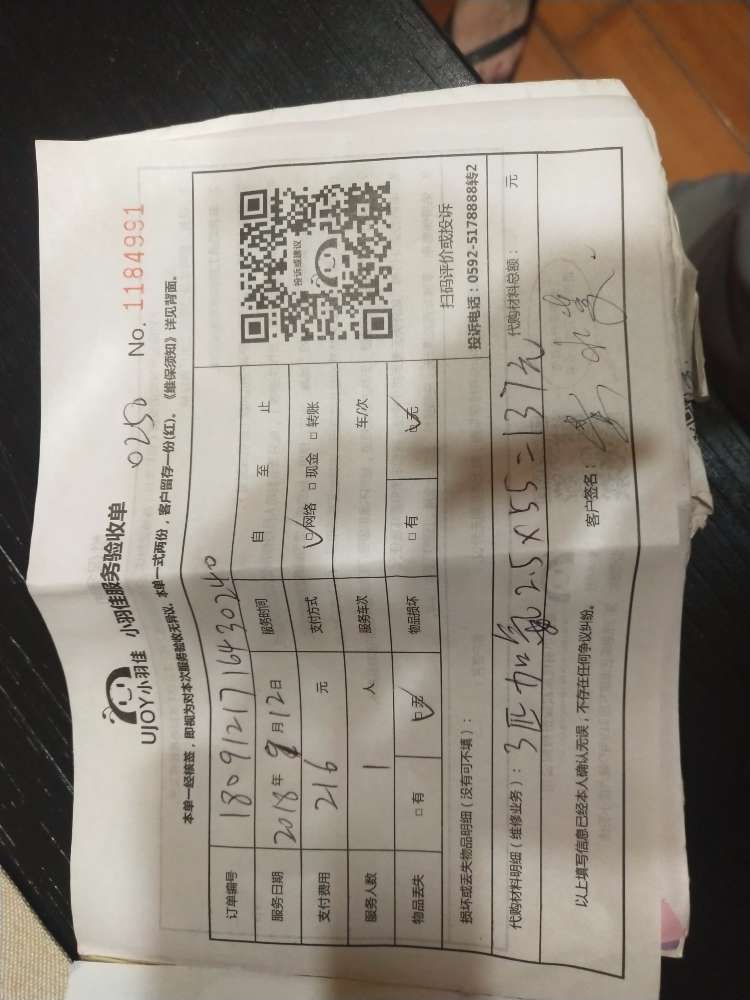 UJOY小羽佳 小羽佳服务验收单 0250 No. 1184991
本单一经核签，即视为对本次服务验收无异议，本单一式两份，客户留存一份(红)。《维保须知》详见背面。
订单编号 1809121716430240
服务日期 2018年9月12日 服务时间 自 至 止
支付费用 216 元 支付方式 ☑网络 □现金 □转账
服务人数 1 人 服务车次 车/次
物品丢失 □有 ☑无 物品损坏 □有 ☑无
投诉或建议
扫码评价或投诉
投诉电话：0592-5178888转2
损坏或丢失物品明细（没有可不填）：
代购材料明细（维修业务）：3匹加氟2.5×55=137元 代购材料总额： 元
以上填写信息已经本人确认无误，不存在任何争议纠纷。 客户签名：